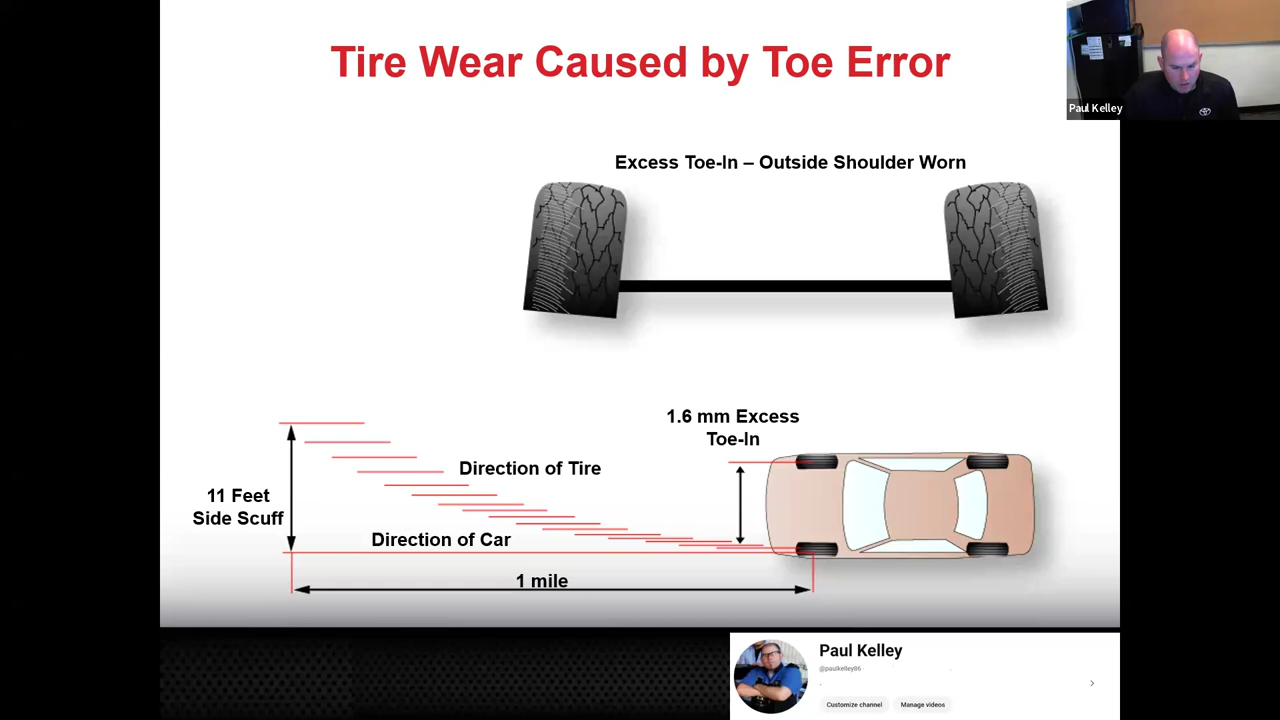 Tire Wear Caused by Toe Error
Paul Kelley
Excess Toe-In – Outside Shoulder Worn
1.6 mm Excess
Toe-In
Direction of Tire
11 Feet
Side Scuff
Direction of Car
1 mile
Paul Kelley
@paulkelley86
Customize channel
Manage videos